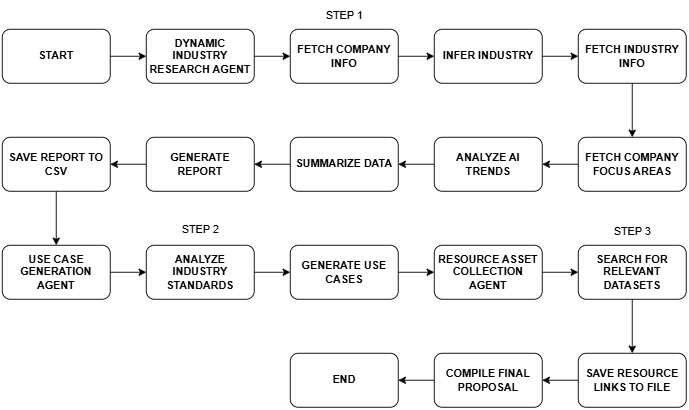 STEP 1
START
DYNAMIC
INDUSTRY
RESEARCH AGENT
FETCH COMPANY
INFO
INFER INDUSTRY
FETCH INDUSTRY
INFO
FETCH COMPANY
FOCUS AREAS
ANALYZE AI
TRENDS
SUMMARIZE DATA
GENERATE
REPORT
SAVE REPORT TO
CSV
STEP 2
USE CASE
GENERATION
AGENT
ANALYZE
INDUSTRY
STANDARDS
GENERATE USE
CASES
RESOURCE ASSET
COLLECTION
AGENT
STEP 3
SEARCH FOR
RELEVANT
DATASETS
SAVE RESOURCE
LINKS TO FILE
COMPILE FINAL
PROPOSAL
END